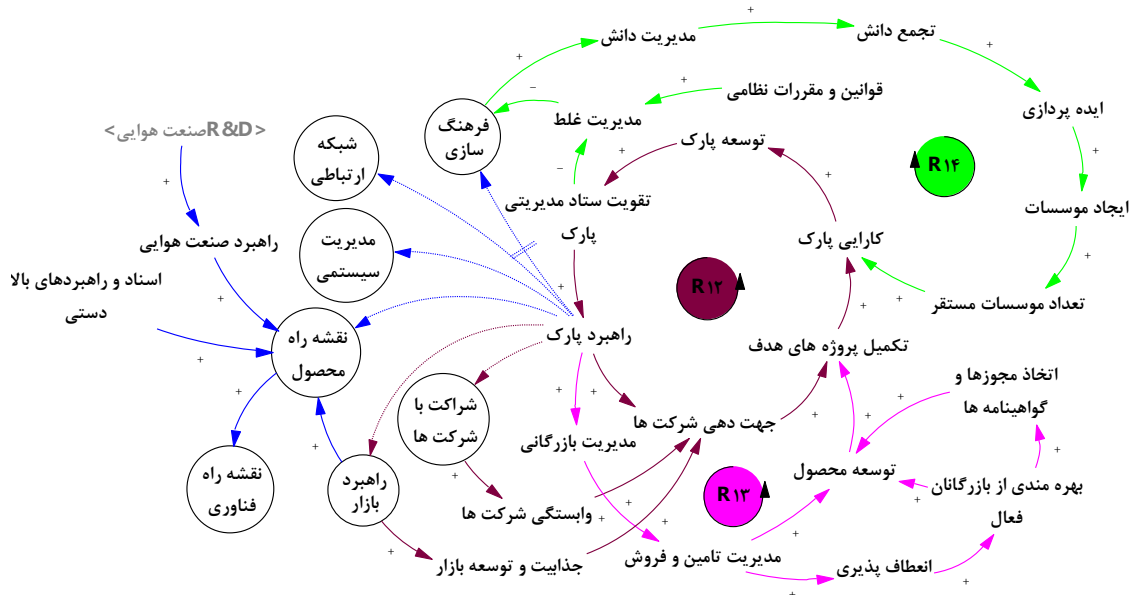 مدیریت دانش
تجمع دانش
ایده پردازی
ایجاد موسسات
تعداد موسسات مستقر
قوانین و مقررات نظامی
مدیریت غلط
فرهنگ
سازی
توسعه پارک
شبکه
ارتباطی
<R&Dصنعت هوایی>
R۱۴
تقویت ستاد مدیریتی
پارک
کارایی پارک
مدیریت
سیستمی
راهبرد صنعت هوایی
اسناد و راهبردهای بالا
دستی
R۱۲
راهبرد پارک
نقشه راه
محصول
تکمیل پروژه های هدف
اتخاذ مجوزها و
گواهینامه ها
شراکت با
شرکت ها
جهت دهی شرکت ها
مدیریت بازرگانی
نقشه راه
فناوری
راهبرد
بازار
توسعه محصول
R۱۳
بهره مندی از بازرگانان
فعال
وابستگی شرکت ها
جذابیت و توسعه بازار
مدیریت تامین و فروش
انعطاف پذیری